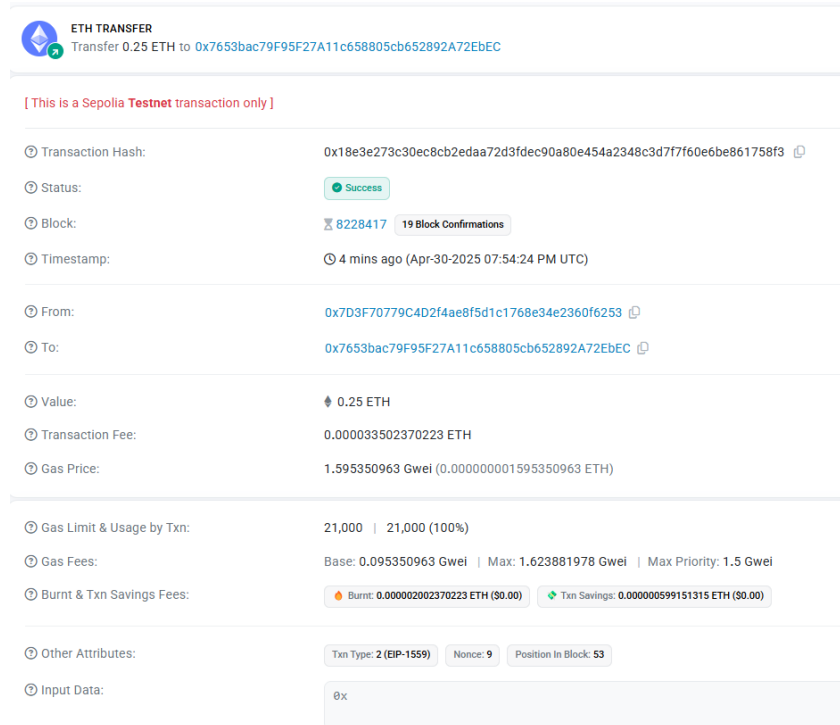 ETH TRANSFER
Transfer 0.25 ETH to 0x7653bac79F95F27A11c658805cb652892A72EbEC
[ This is a Sepolia Testnet transaction only ]
Transaction Hash: 0x18e3e273c30ec8cb2edaa72d3fdec90a80e454a2348c3d7f7f60e6be861758f3
Status: Success
Block: 8228417 19 Block Confirmations
Timestamp: 4 mins ago (Apr-30-2025 07:54:24 PM UTC)
From: 0x7D3F70779C4D2f4ae8f5d1c1768e34e2360f6253
To: 0x7653bac79F95F27A11c658805cb652892A72EbEC
Value: 0.25 ETH
Transaction Fee: 0.000033502370223 ETH
Gas Price: 1.595350963 Gwei (0.000000001595350963 ETH)
Gas Limit & Usage by Txn: 21,000 | 21,000 (100%)
Gas Fees: Base: 0.095350963 Gwei | Max: 1.623881978 Gwei | Max Priority: 1.5 Gwei
Burnt & Txn Savings Fees: Burnt: 0.000002002370223 ETH ($0.00) Txn Savings: 0.000000599151315 ETH ($0.00)
Other Attributes: Txn Type: 2 (EIP-1559) Nonce: 9 Position In Block: 53
Input Data: 0x